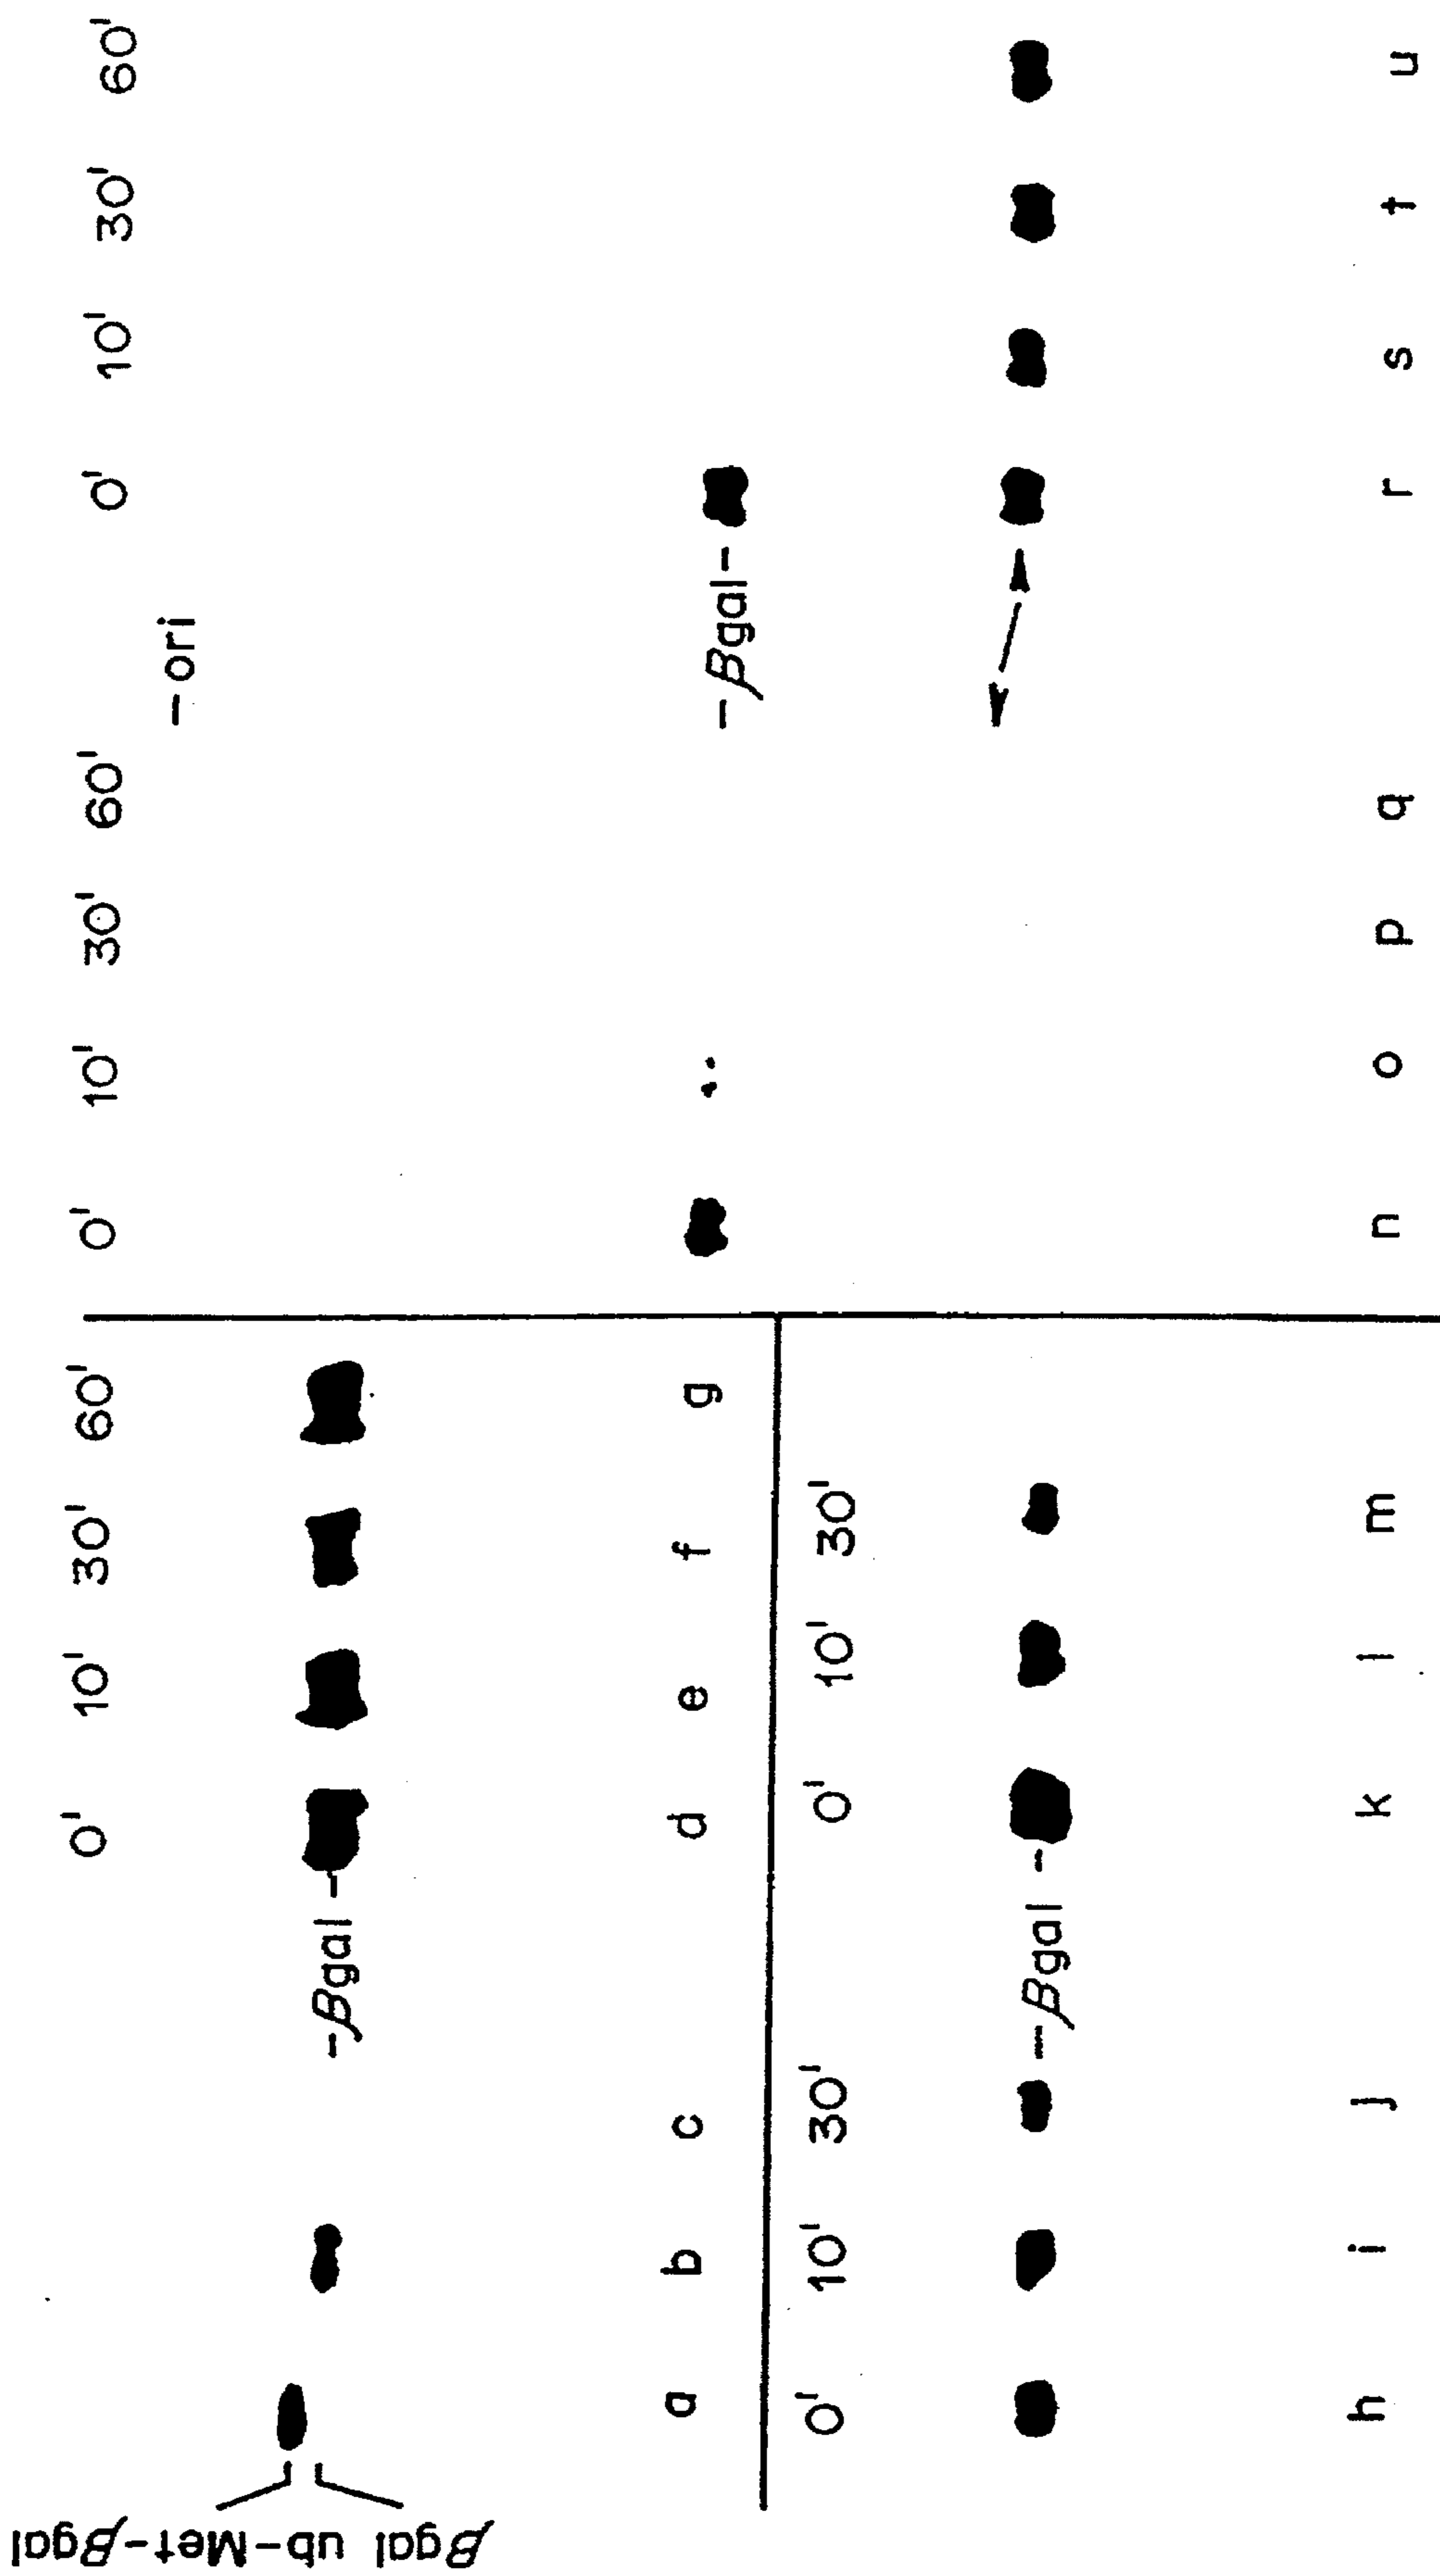 0' 10' 30' 60'
0' 10' 30' 60'
0' 10' 30' 60'
-ori
ub-Met-βgal
βgal
-βgal-
a b c d e f g
-βgal-
0' 10' 30'
0' 10' 30'
-βgal-
h i j k l m
n o p q r s t u